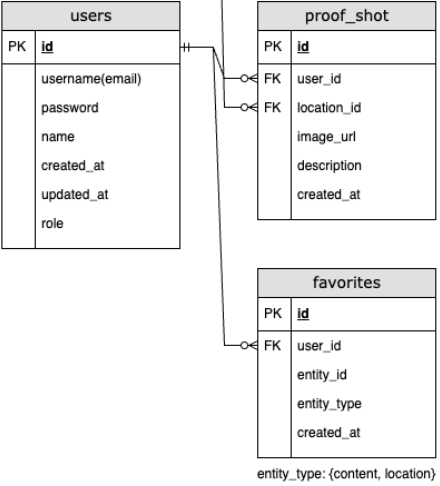 users
PK id
username(email)
password
name
created_at
updated_at
role
proof_shot
PK id
FK user_id
FK location_id
image_url
description
created_at
favorites
PK id
FK user_id
entity_id
entity_type
created_at
entity_type: {content, location}